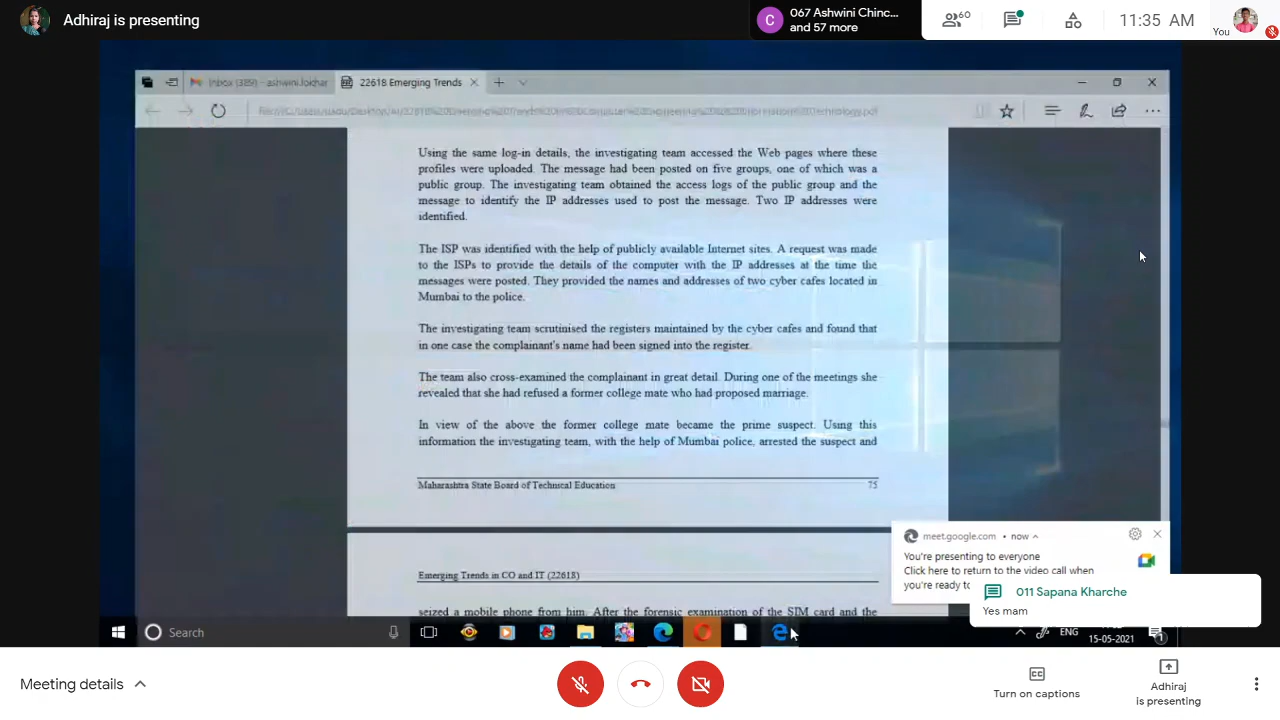 Adhiraj is presenting
C
067 Ashwini Chinc...
and 57 more
60
11:35 AM
You
Inbox (389) - ashwini.lokhar
22618 Emerging Trends
Using the same log-in details, the investigating team accessed the Web pages where these
profiles were uploaded. The message had been posted on five groups, one of which was a
public group. The investigating team obtained the access logs of the public group and the
message to identify the IP addresses used to post the message. Two IP addresses were
identified.
The ISP was identified with the help of publicly available Internet sites. A request was made
to the ISPs to provide the details of the computer with the IP addresses at the time the
messages were posted. They provided the names and addresses of two cyber cafes located in
Mumbai to the police.
The investigating team scrutinised the registers maintained by the cyber cafes and found that
in one case the complainant's name had been signed into the register.
The team also cross-examined the complainant in great detail. During one of the meetings she
revealed that she had refused a former college mate who had proposed marriage.
In view of the above the former college mate became the prime suspect. Using this
information the investigating team, with the help of Mumbai police, arrested the suspect and
Maharashtra State Board of Technical Education 75
Emerging Trends in CO and IT (22618)
seized a mobile phone from him. After the forensic examination of the SIM card and the
meet.google.com • now
You're presenting to everyone
Click here to return to the video call when
you're ready to
011 Sapana Kharche
Yes mam
Search
ENG
15-05-2021
1
Meeting details
Turn on captions
Adhiraj
is presenting